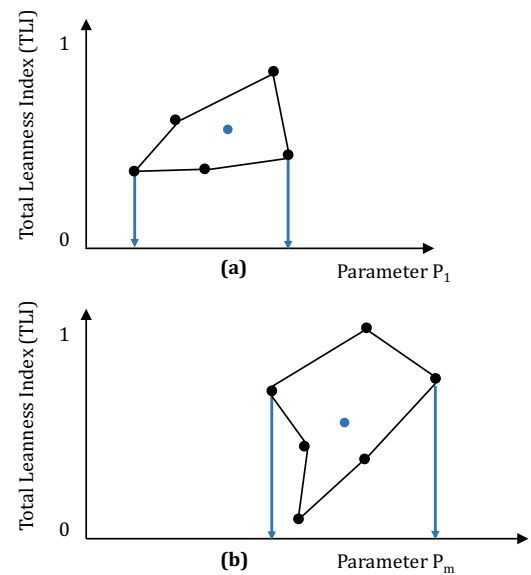 Total Leanness Index (TLI)
1
0
(a)
Parameter P₁
Total Leanness Index (TLI)
1
0
(b)
Parameter Pₘ